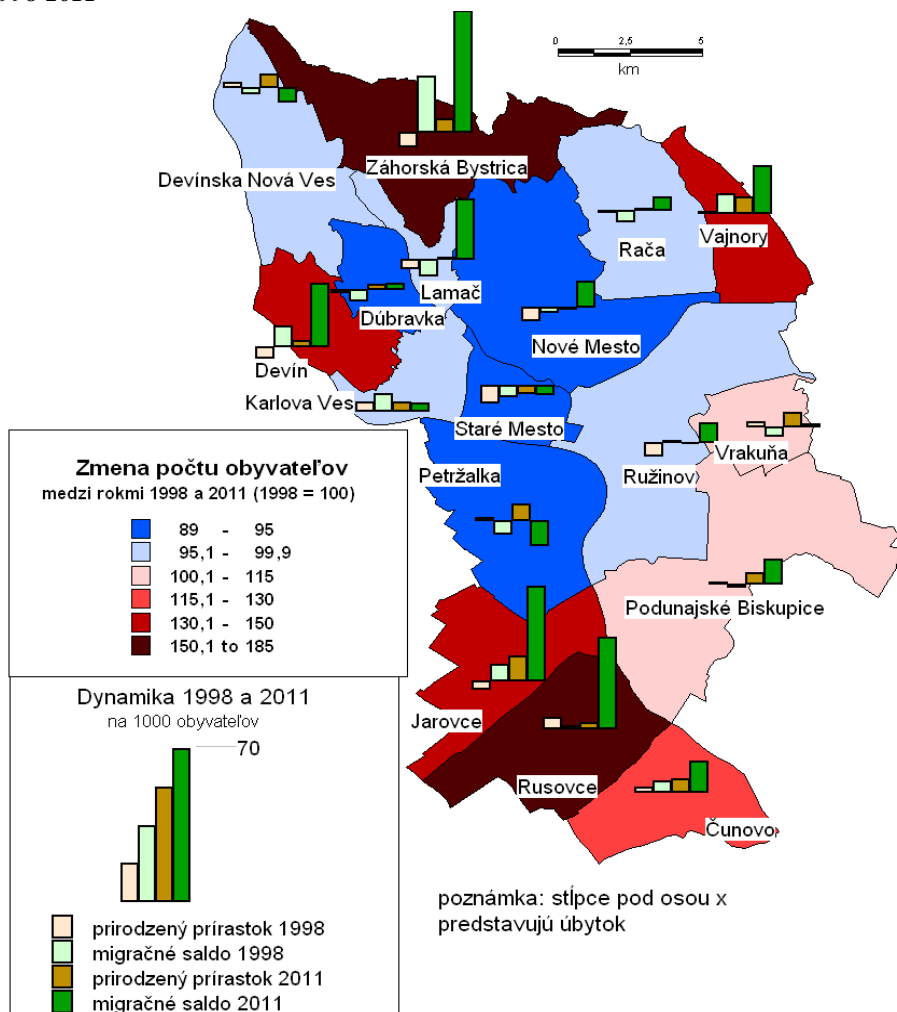 0 2,5 5
km
Devínska Nová Ves
Záhorská Bystrica
Rača
Vajnory
Lamač
Dúbravka
Nové Mesto
Devín
Karlova Ves
Staré Mesto
Vrakuňa
Ružinov
Petržalka
Podunajské Biskupice
Jarovce
Rusovce
Čunovo
Zmena počtu obyvateľov
medzi rokmi 1998 a 2011 (1998 = 100)
89 - 95
95,1 - 99,9
100,1 - 115
115,1 - 130
130,1 - 150
150,1 to 185
Dynamika 1998 a 2011
na 1000 obyvateľov
70
prirodzený prírastok 1998
migračné saldo 1998
prirodzený prírastok 2011
migračné saldo 2011
poznámka: stĺpce pod osou x
predstavujú úbytok